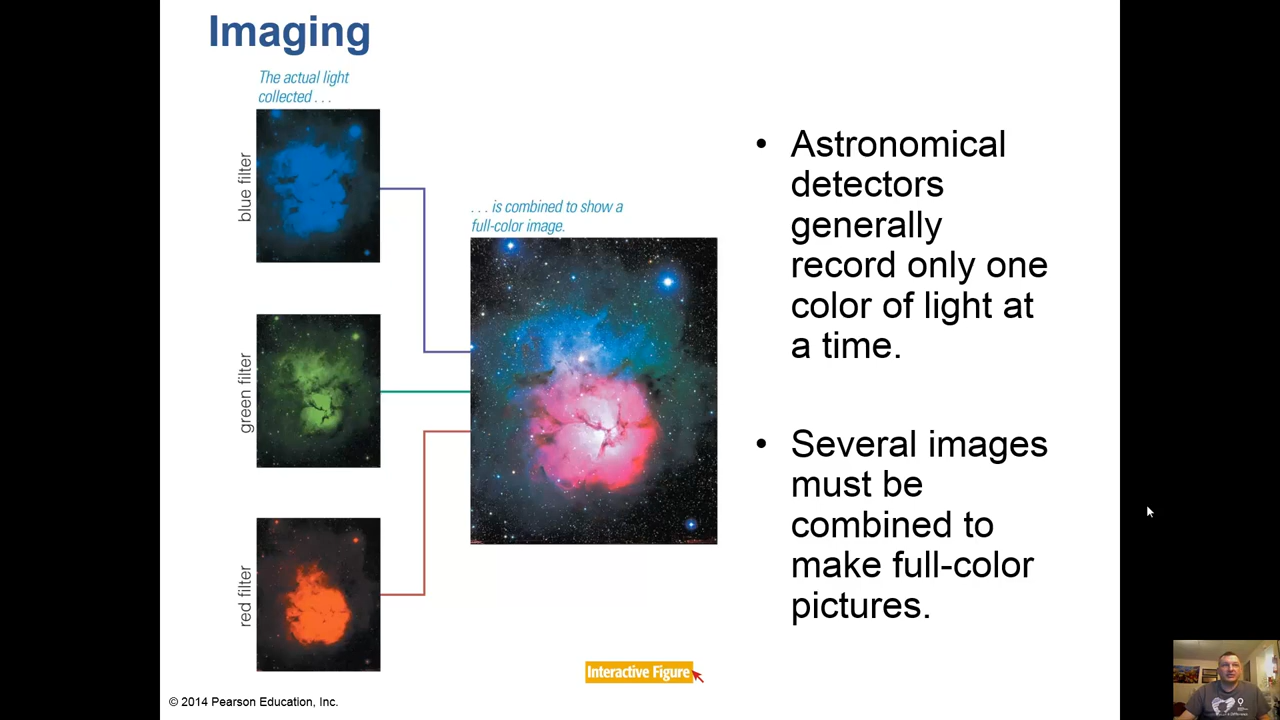 Imaging
The actual light
collected . . .
blue filter
. . . is combined to show a
full-color image.
green filter
red filter
• Astronomical
detectors
generally
record only one
color of light at
a time.
• Several images
must be
combined to
make full-color
pictures.
Interactive Figure
© 2014 Pearson Education, Inc.